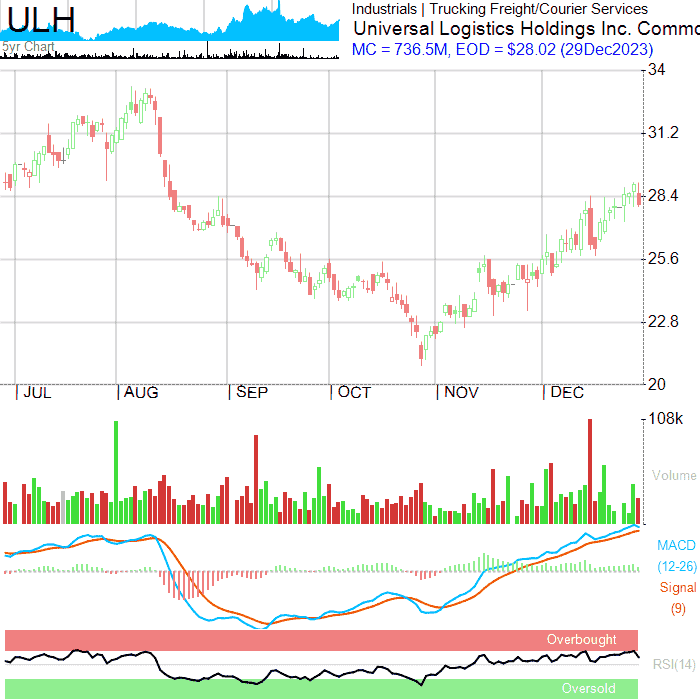 ULH
5yr Chart
Industrials | Trucking Freight/Courier Services
Universal Logistics Holdings Inc. Commo
MC = 736.5M, EOD = $28.02 (29Dec2023)
34
31.2
28.4
25.6
22.8
20
JUL
AUG
SEP
OCT
NOV
DEC
108k
Volume
MACD
(12-26)
Signal
(9)
Overbought
RSI(14)
Oversold